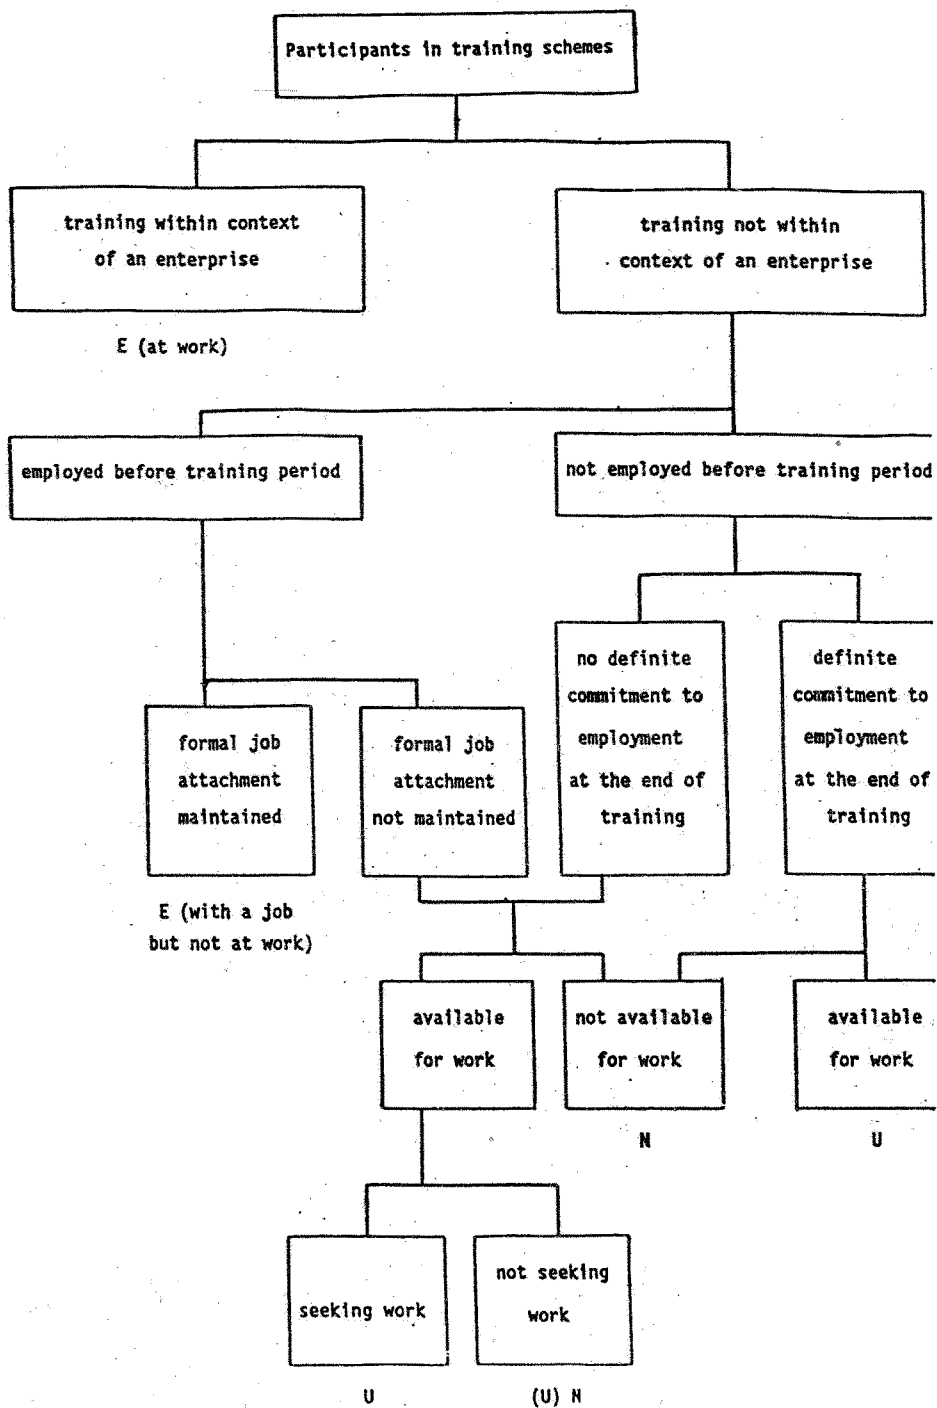 Participants in training schemes
training within context
of an enterprise
training not within
context of an enterprise
E (at work)
employed before training period
not employed before training period
formal job
attachment
maintained
formal job
attachment
not maintained
no definite
commitment to
employment
at the end of
training
definite
commitment to
employment
at the end of
training
E (with a job
but not at work)
available
for work
not available
for work
available
for work
N
U
seeking work
not seeking
work
U
(U) N